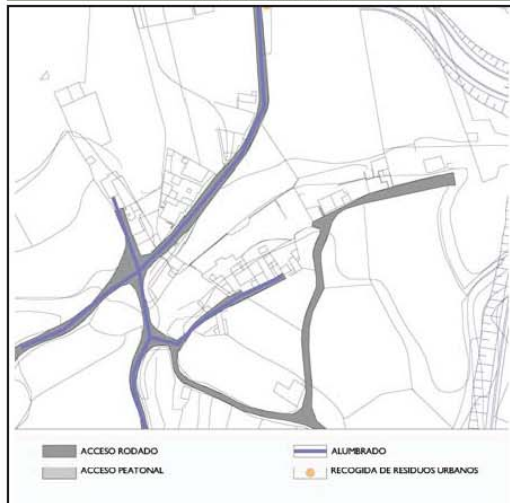 ACCESO RODADO
ALUMBRADO
ACCESO PEATONAL
RECOGIDA DE RESIDUOS URBANOS